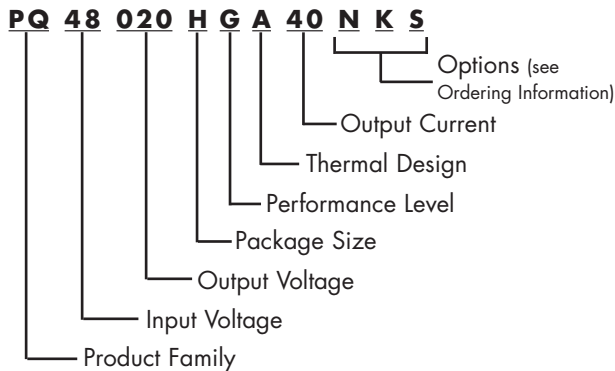 PQ 48 020 H G A 40 N K S
Options (see
Ordering Information)
Output Current
Thermal Design
Performance Level
Package Size
Output Voltage
Input Voltage
Product Family